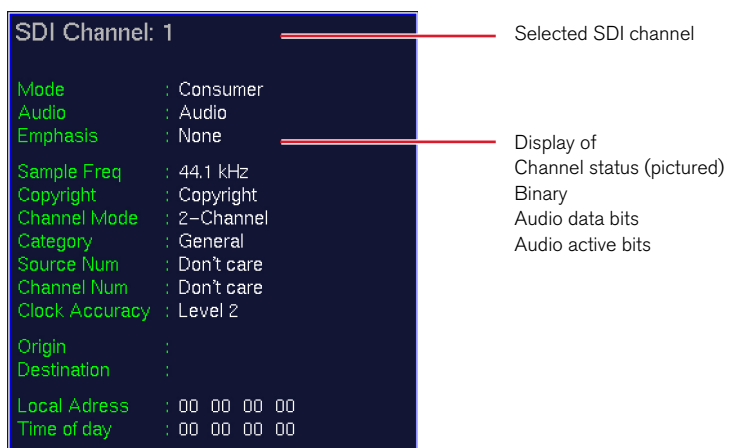 SDI Channel: 1
Selected SDI channel
Mode : Consumer
Audio : Audio
Emphasis : None
Display of
Channel status (pictured)
Binary
Audio data bits
Audio active bits
Sample Freq : 44.1 kHz
Copyright : Copyright
Channel Mode : 2-Channel
Category : General
Source Num : Don't care
Channel Num : Don't care
Clock Accuracy : Level 2
Origin :
Destination :
Local Adress : 00 00 00 00
Time of day : 00 00 00 00